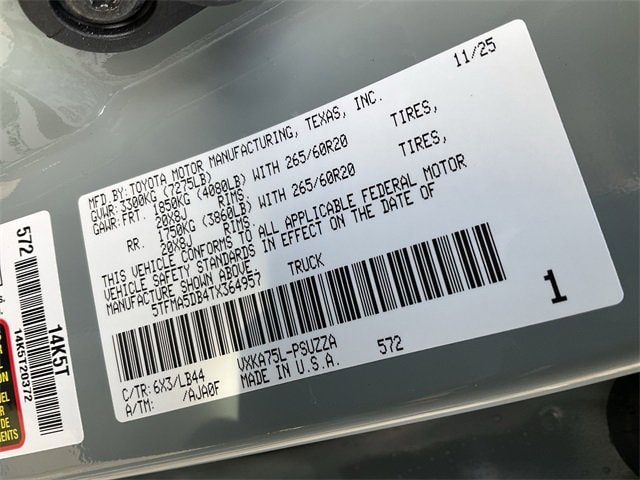 11/25
MFD.BY:TOYOTA MOTOR MANUFACTURING, TEXAS, INC.
GVWR:3300KG (7275LB)
GAWR:FRT. 1850KG (4080LB) WITH 265/60R20 TIRES,
20X8J RIMS
RR. 1750KG (3860LB) WITH 265/60R20 TIRES,
20X8J RIMS
THIS VEHICLE CONFORMS TO ALL APPLICABLE FEDERAL MOTOR
VEHICLE SAFETY STANDARDS IN EFFECT ON THE DATE OF
MANUFACTURE SHOWN ABOVE.
5TFMA5DB4TX364957 TRUCK
1
C/TR:6X3/LB44 VXKA75L-PSUZZA 572
A/TM: /AJA0F MADE IN U.S.A.
572
14K5T
14K5T20372